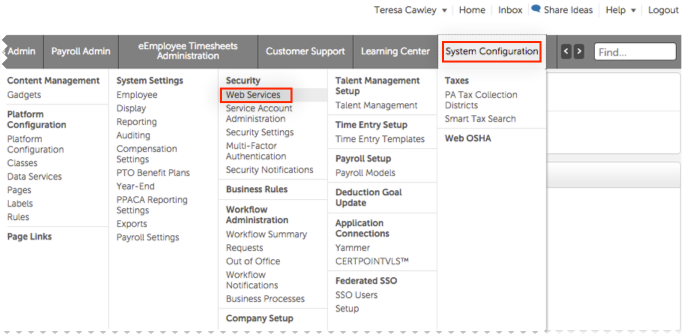 Teresa Cawley Home Inbox Share Ideas Help Logout
Admin Payroll Admin eEmployee Timesheets Administration Customer Support Learning Center System Configuration Find...
Content Management
Gadgets
Platform
Configuration
Platform
Configuration
Classes
Data Services
Pages
Labels
Rules
Page Links
System Settings
Employee
Display
Reporting
Auditing
Compensation
Settings
PTO Benefit Plans
Year-End
PPACA Reporting
Settings
Exports
Payroll Settings
Security
Web Services
Service Account
Administration
Security Settings
Multi-Factor
Authentication
Security Notifications
Business Rules
Workflow
Administration
Workflow Summary
Requests
Out of Office
Workflow
Notifications
Business Processes
Company Setup
Talent Management
Setup
Talent Management
Time Entry Setup
Time Entry Templates
Payroll Setup
Payroll Models
Deduction Goal
Update
Application
Connections
Yammer
CERTPOINTVLS™
Federated SSO
SSO Users
Setup
Taxes
PA Tax Collection
Districts
Smart Tax Search
Web OSHA